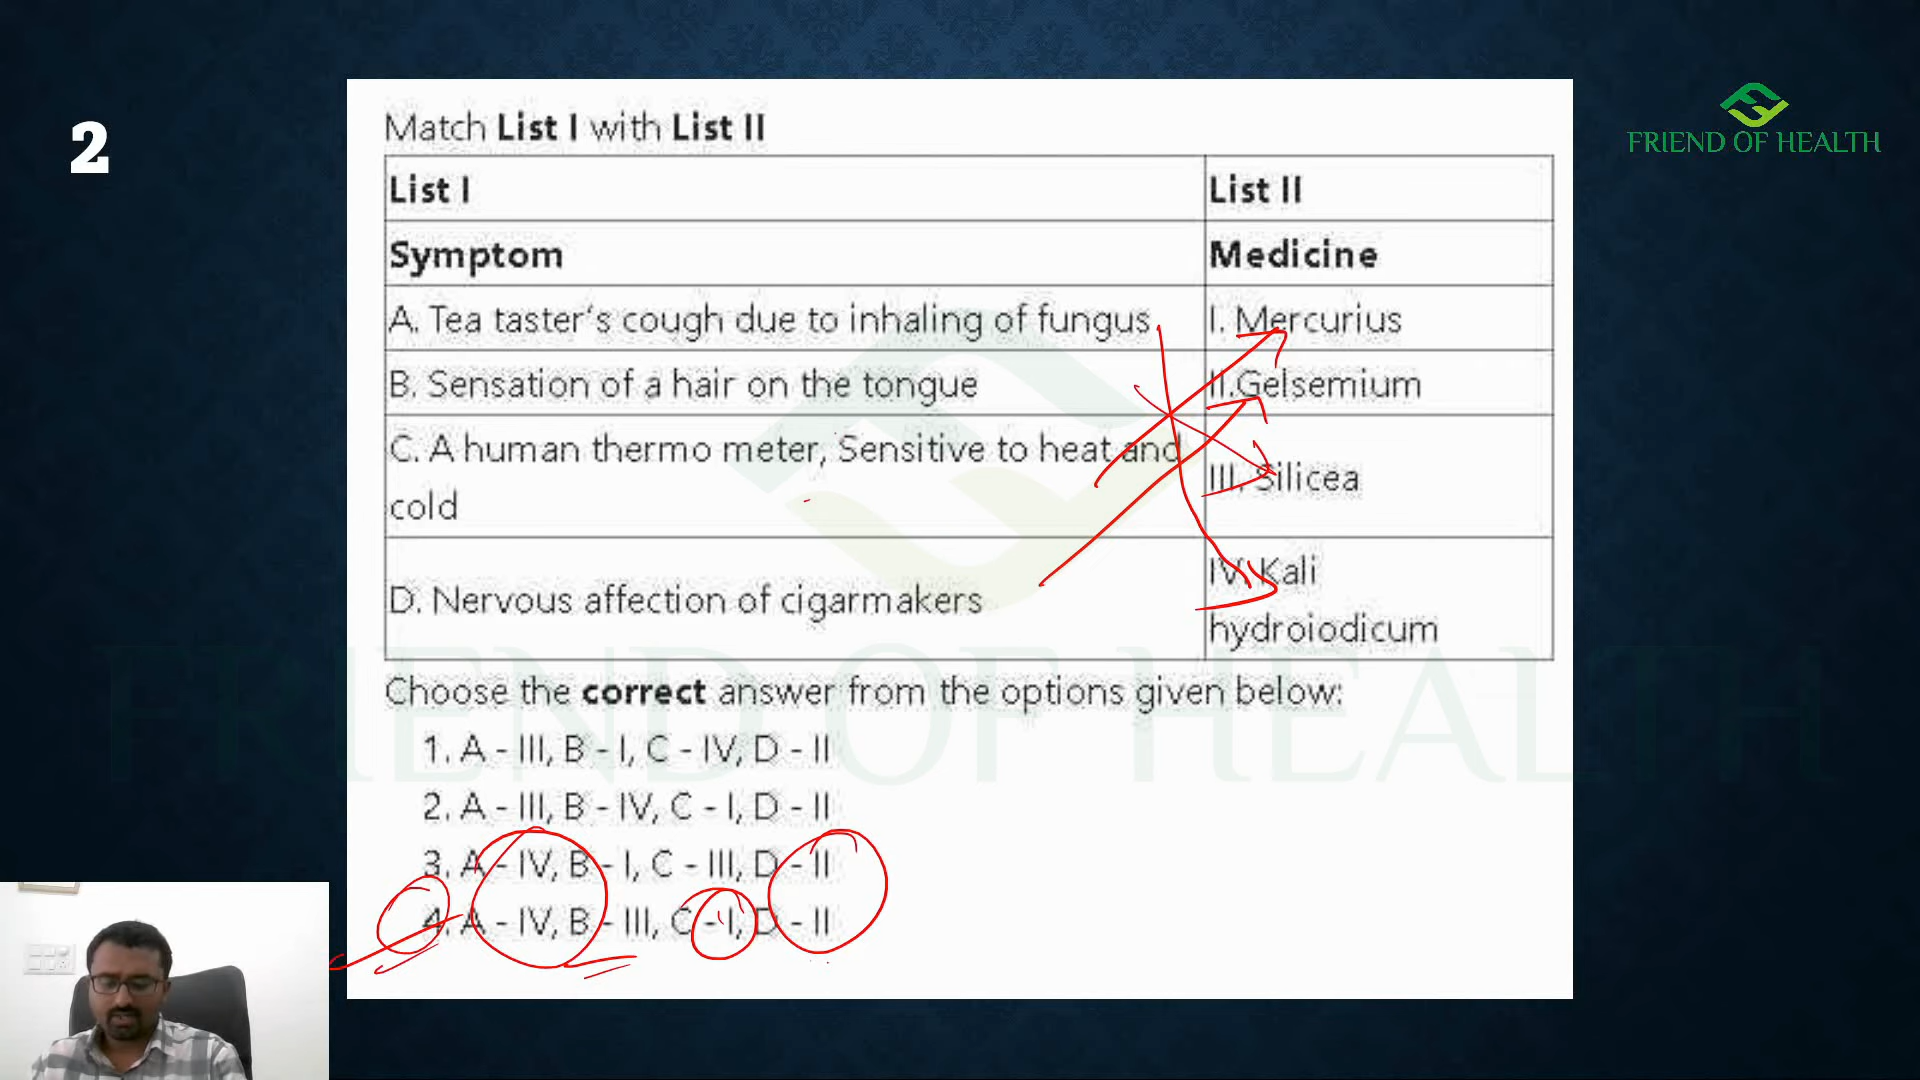 2
FRIEND OF HEALTH
Match List I with List II
List I List II
Symptom Medicine
A. Tea taster's cough due to inhaling of fungus I. Mercurius
B. Sensation of a hair on the tongue II.Gelsemium
C. A human thermo meter, Sensitive to heat and cold III. Silicea
D. Nervous affection of cigarmakers IV. Kali hydroiodicum
Choose the correct answer from the options given below:
1. A - III, B - I, C - IV, D - II
2. A - III, B - IV, C - I, D - II
3. A - IV, B - I, C - III, D - II
4. A - IV, B - III, C - I, D - II
FRIEND OF HEALTH